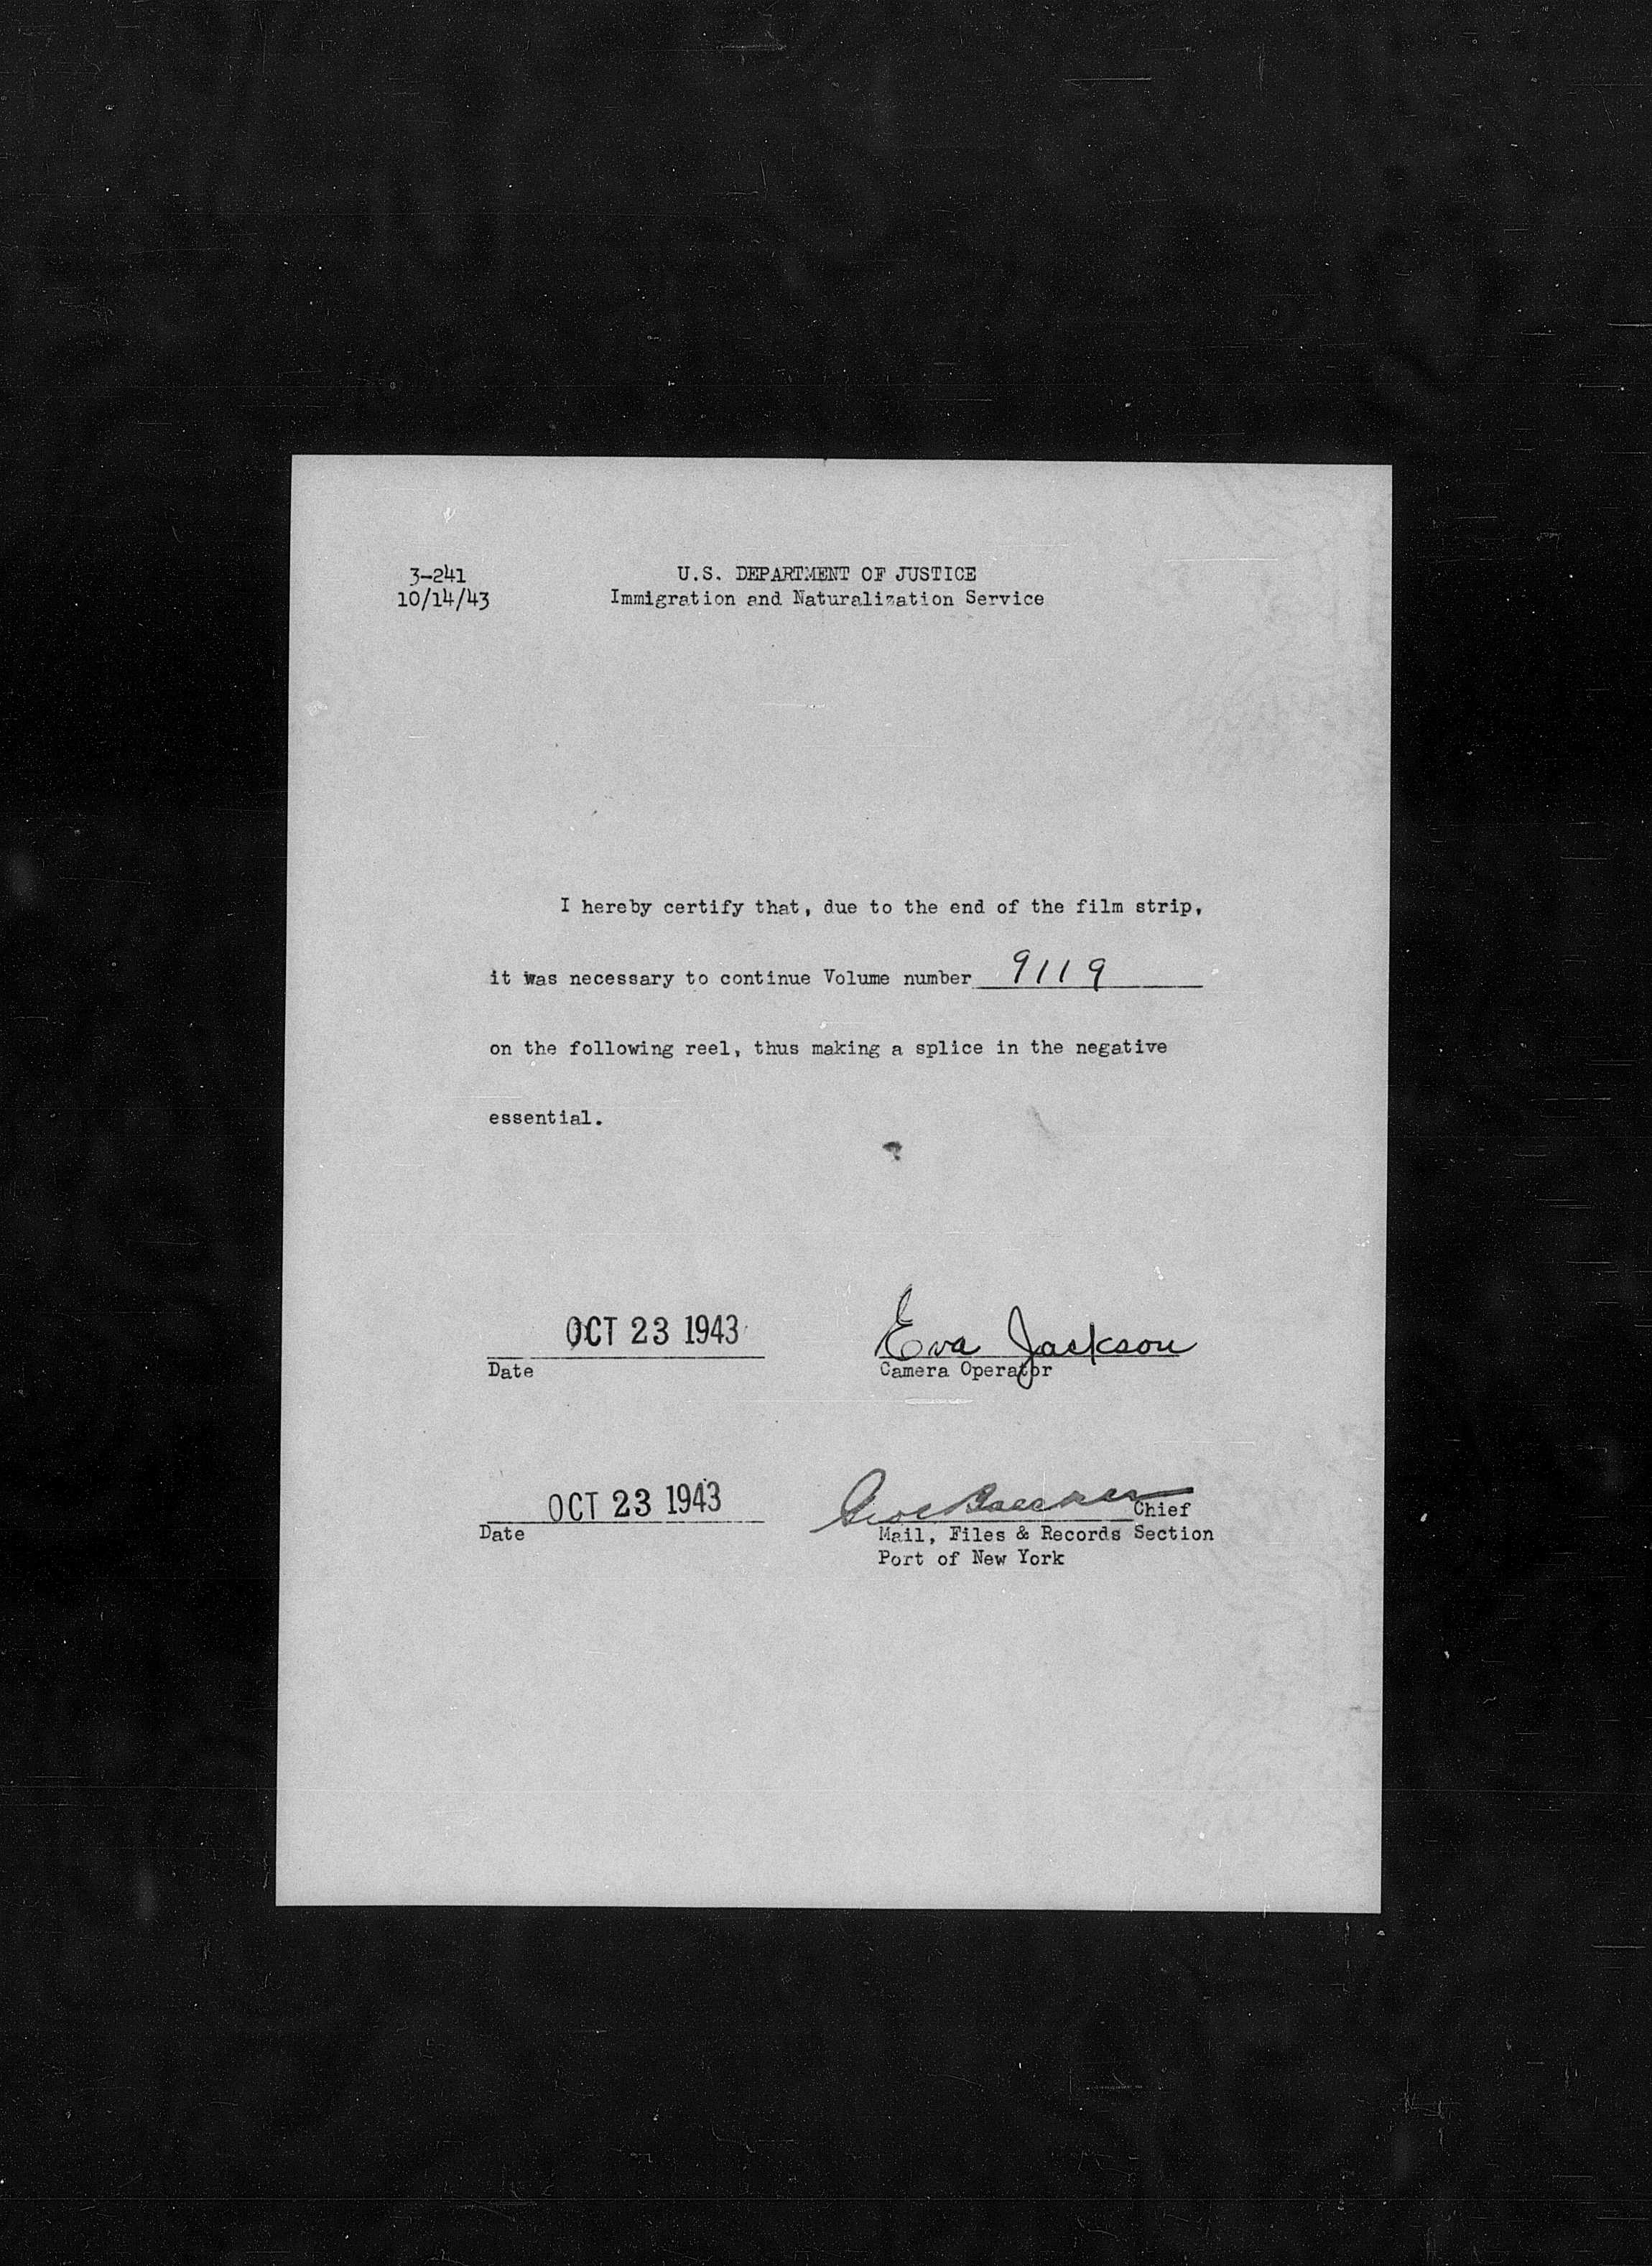 3-241
10/14/43
U.S. DEPARTMENT OF JUSTICE
Immigration and Naturalization Service
I hereby certify that, due to the end of the film strip,
it was necessary to continue Volume number 9119
on the following reel, thus making a splice in the negative
essential.
OCT 23 1943
Date
Eva Jackson
Camera Operator
OCT 23 1943
Date
Chief
Mail, Files & Records Section
Port of New York